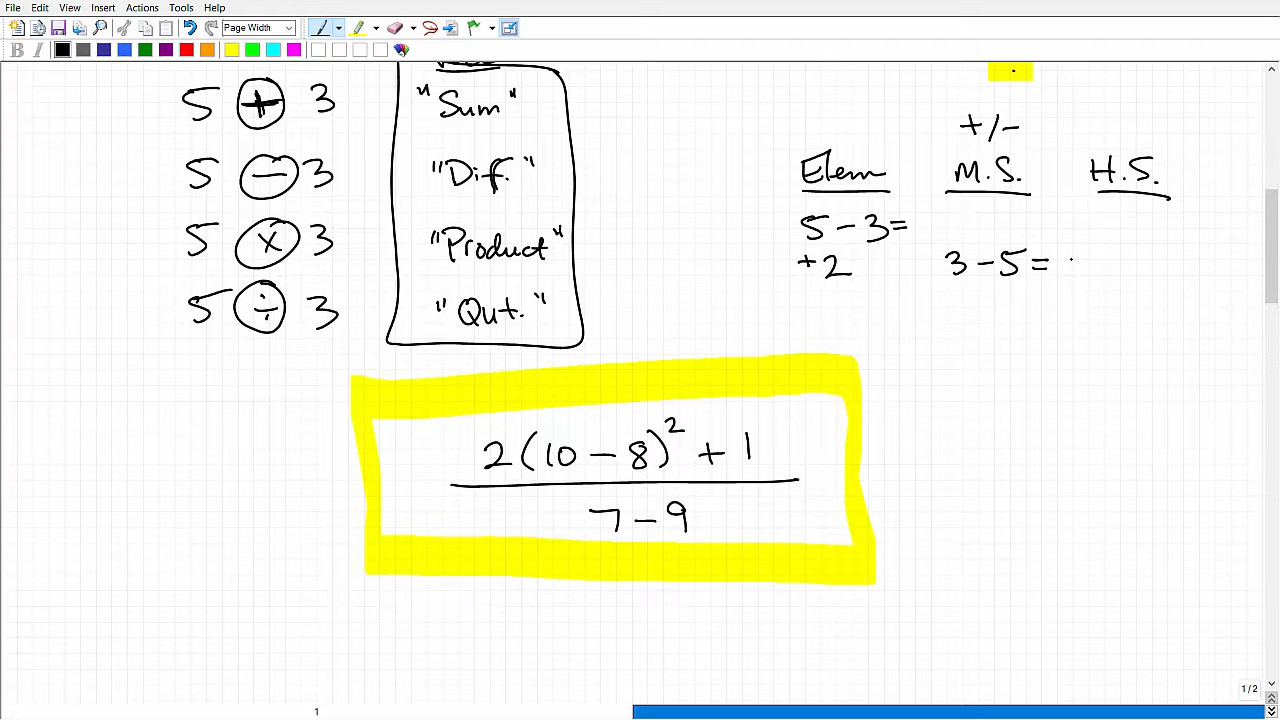 File Edit View Insert Actions Tools Help
Page Width
B I
5 + 3 "Sum"
5 - 3 "Dif."
5 x 3 "Product"
5 ÷ 3 "Qut."
+/-
Elem M.S. H.S.
5-3=
+2
3-5=
2(10-8)² + 1
7-9
1/2
1